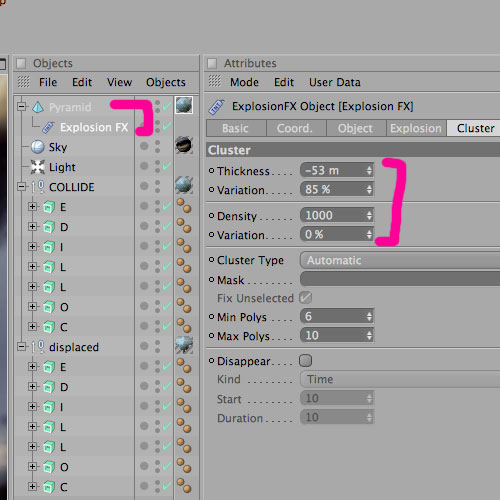 Objects
File Edit View Objects
Pyramid
Explosion FX
Sky
Light
COLLIDE
E
D
I
L
L
O
C
displaced
E
D
I
L
L
O
C
Attributes
Mode Edit User Data
ExplosionFX Object [Explosion FX]
Basic Coord. Object Explosion Cluster
Cluster
Thickness . . . -53 m
Variation. . . . 85 %
Density . . . . . 1000
Variation. . . . 0 %
Cluster Type Automatic
Mask. . . . . . . .
Fix Unselected
Min Polys . . 6
Max Polys. . 10
Disappear. . .
Kind . . . . . . . Time
Start . . . . . . 10
Duration . . . . 10